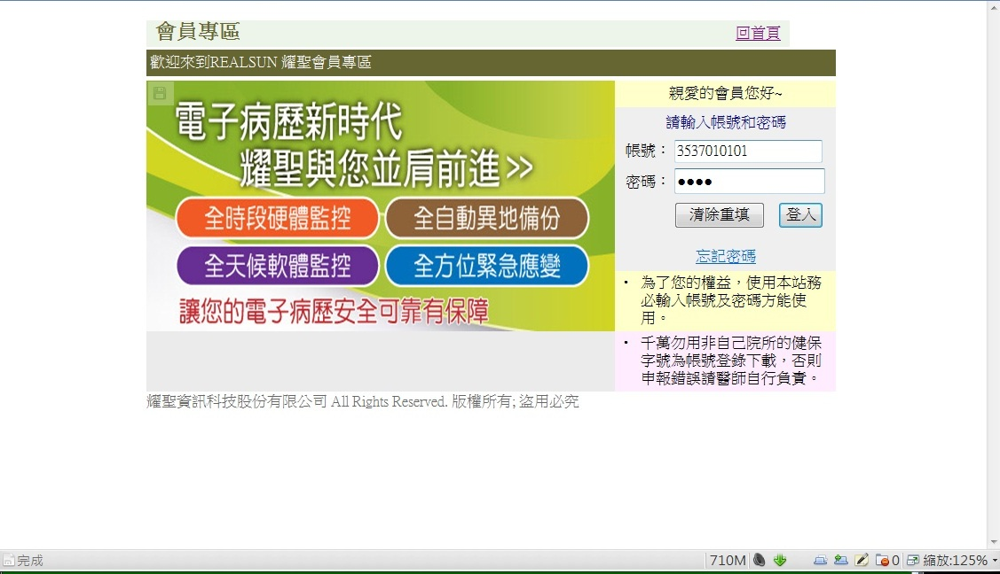 會員專區
回首頁
歡迎來到REALSUN 耀聖會員專區
電子病歷新時代
耀聖與您並肩前進>>
全時段硬體監控
全自動異地備份
全天候軟體監控
全方位緊急應變
讓您的電子病歷安全可靠有保障
親愛的會員您好~
請輸入帳號和密碼
帳號：
3537010101
密碼：
●●●●
清除重填
登入
忘記密碼
• 為了您的權益，使用本站務
必輸入帳號及密碼方能使
用。
• 千萬勿用非自己院所的健保
字號為帳號登錄下載，否則
申報錯誤請醫師自行負責。
耀聖資訊科技股份有限公司 All Rights Reserved. 版權所有; 盜用必究
完成
710M
0
縮放:125%